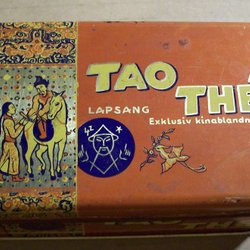 TAO
THE
LAPSANG
Exklusiv kinablandn